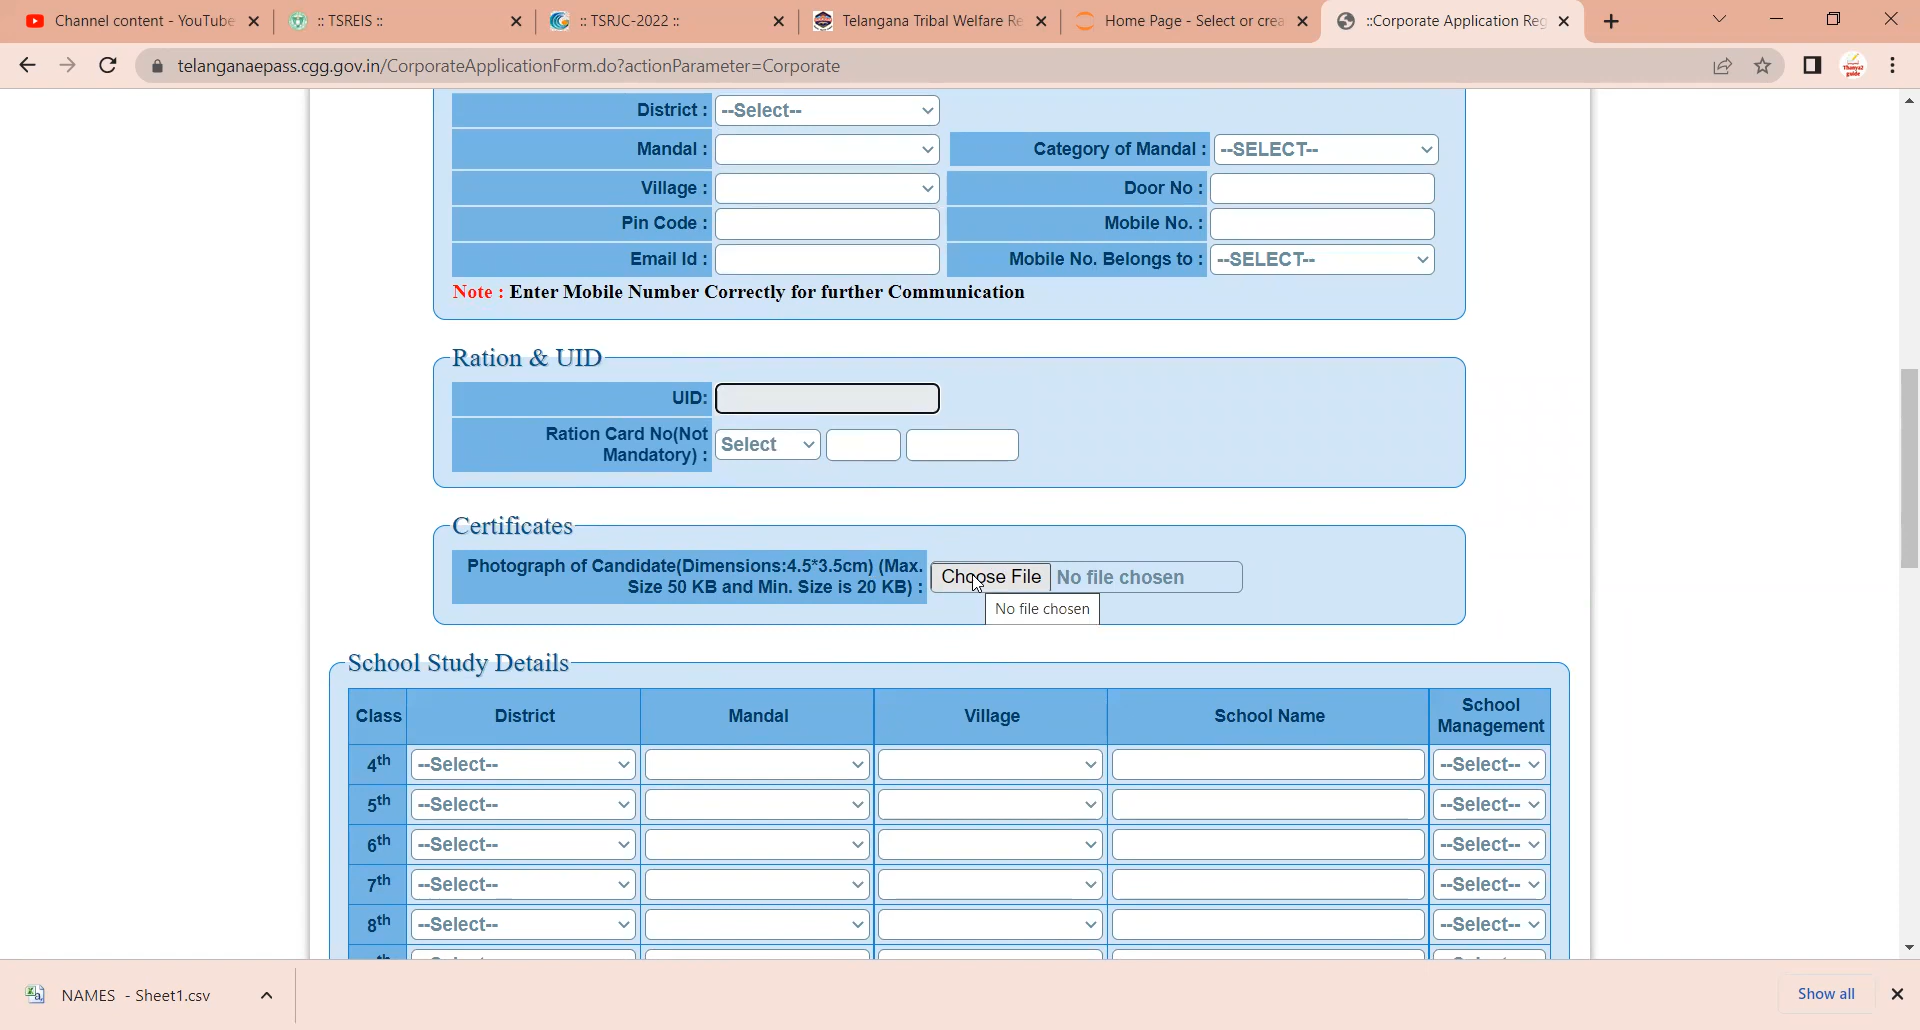 Channel content - YouTube
:: TSREIS ::
:: TSRJC-2022 ::
Telangana Tribal Welfare Re
Home Page - Select or crea
::Corporate Application Reg
telanganaepass.cgg.gov.in/CorporateApplicationForm.do?actionParameter=Corporate
District : --Select--
Mandal : Category of Mandal : --SELECT--
Village : Door No :
Pin Code : Mobile No. :
Email Id : Mobile No. Belongs to : --SELECT--
Note : Enter Mobile Number Correctly for further Communication
Ration & UID
UID:
Ration Card No(Not
Mandatory) : Select
Certificates
Photograph of Candidate(Dimensions:4.5*3.5cm) (Max.
Size 50 KB and Min. Size is 20 KB) :
Choose File No file chosen
No file chosen
School Study Details
Class District Mandal Village School Name School
Management
4th --Select-- --Select--
5th --Select-- --Select--
6th --Select-- --Select--
7th --Select-- --Select--
8th --Select-- --Select--
NAMES - Sheet1.csv
Show all